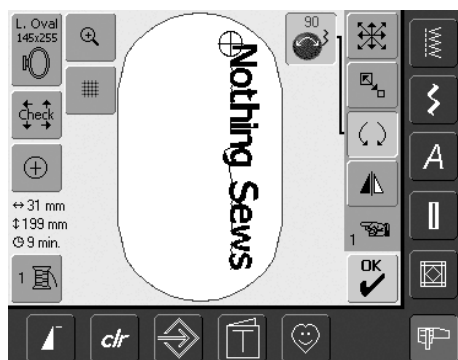 L. Oval
145x255
Check
↔ 31 mm
↕ 199 mm
9 min.
1
Nothing Sews
90
1
OK
A
clr